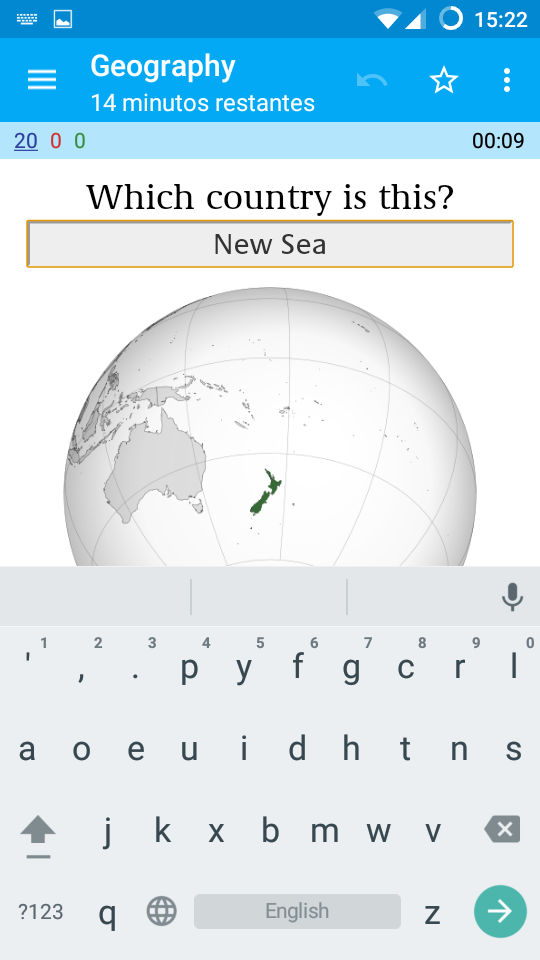 15:22
Geography
14 minutos restantes
20 0 0 00:09
Which country is this?
New Sea
1 2 3 4 5 6 7 8 9 0
' , . p y f g c r l
a o e u i d h t n s
j k x b m w v
?123 q English z